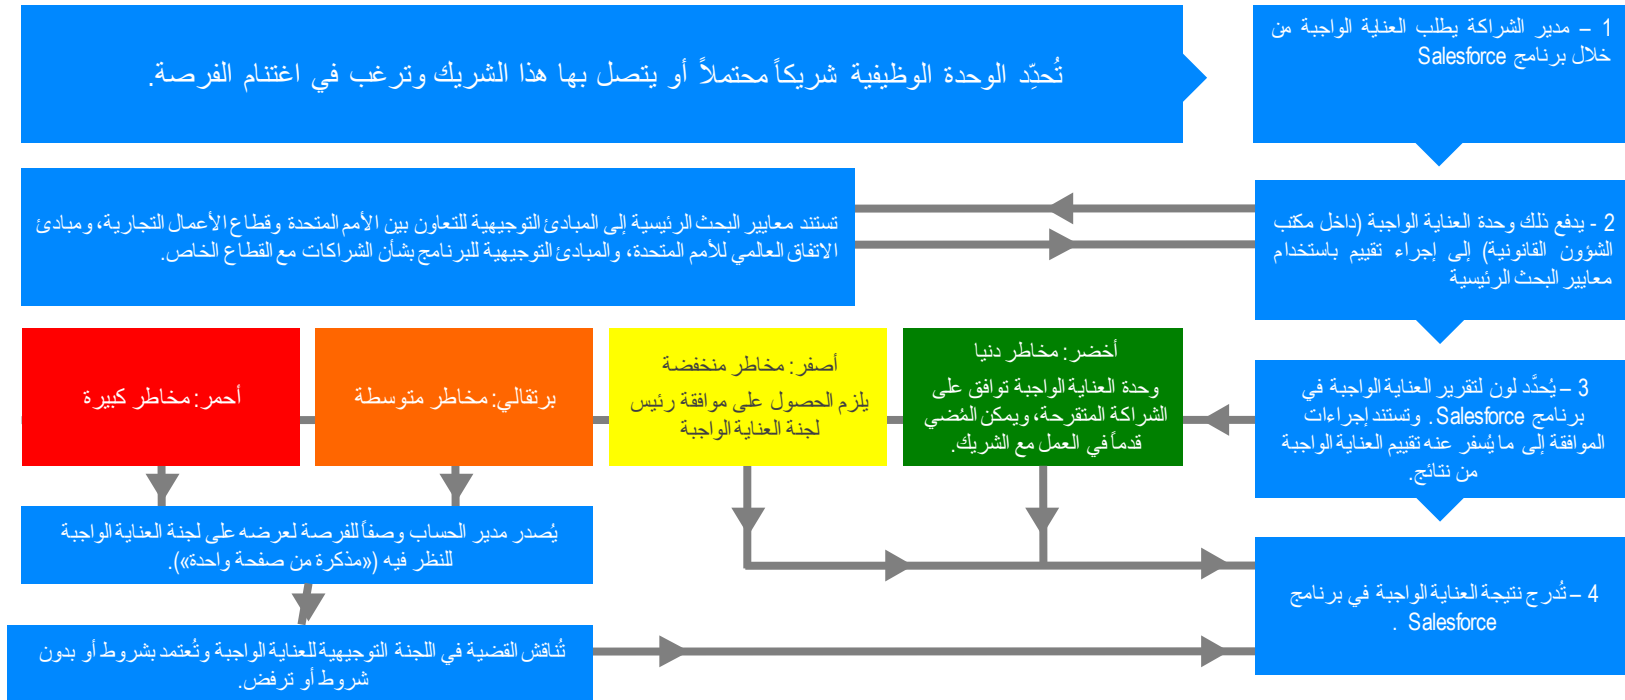 تُحدِّد الوحدة الوظيفية شريكاً محتملاً أو يتصل بها هذا الشريك وترغب في اغتنام الفرصة.
1 – مدير الشراكة يطلب العناية الواجبة من
خلال برنامج Salesforce
2 - يدفع ذلك وحدة العناية الواجبة (داخل مكتب
الشؤون القانونية) إلى إجراء تقييم باستخدام
معايير البحث الرئيسية
تستند معايير البحث الرئيسية إلى المبادئ التوجيهية للتعاون بين الأمم المتحدة وقطاع الأعمال التجارية، ومبادئ
الاتفاق العالمي للأمم المتحدة، والمبادئ التوجيهية للبرنامج بشأن الشراكات مع القطاع الخاص.
3 – يُحدَّد لون لتقرير العناية الواجبة في
برنامج Salesforce. وتستند إجراءات
الموافقة إلى ما يُسفر عنه تقييم العناية الواجبة
من نتائج.
أخضر: مخاطر دنيا
وحدة العناية الواجبة توافق على
الشراكة المتقرحة، ويمكن المُضي
قدماً في العمل مع الشريك.
أصفر: مخاطر منخفضة
يلزم الحصول على موافقة رئيس
لجنة العناية الواجبة
برتقالي: مخاطر متوسطة
أحمر: مخاطر كبيرة
يُصدر مدير الحساب وصفاً للفرصة لعرضه على لجنة العناية الواجبة
للنظر فيه («مذكرة من صفحة واحدة»).
تُناقش القضية في اللجنة التوجيهية للعناية الواجبة وتُعتمد بشروط أو بدون
شروط أو ترفض.
4 – تُدرج نتيجة العناية الواجبة في برنامج
Salesforce .